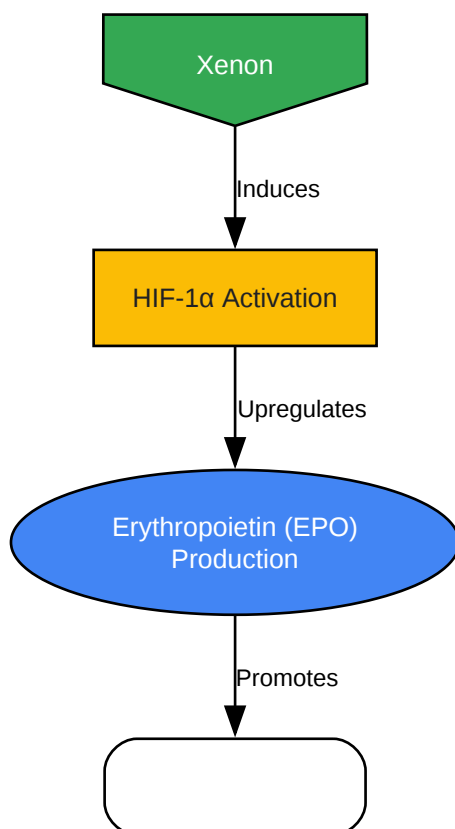 Xenon
Induces
HIF-1α Activation
Upregulates
Erythropoietin (EPO)
Production
Promotes